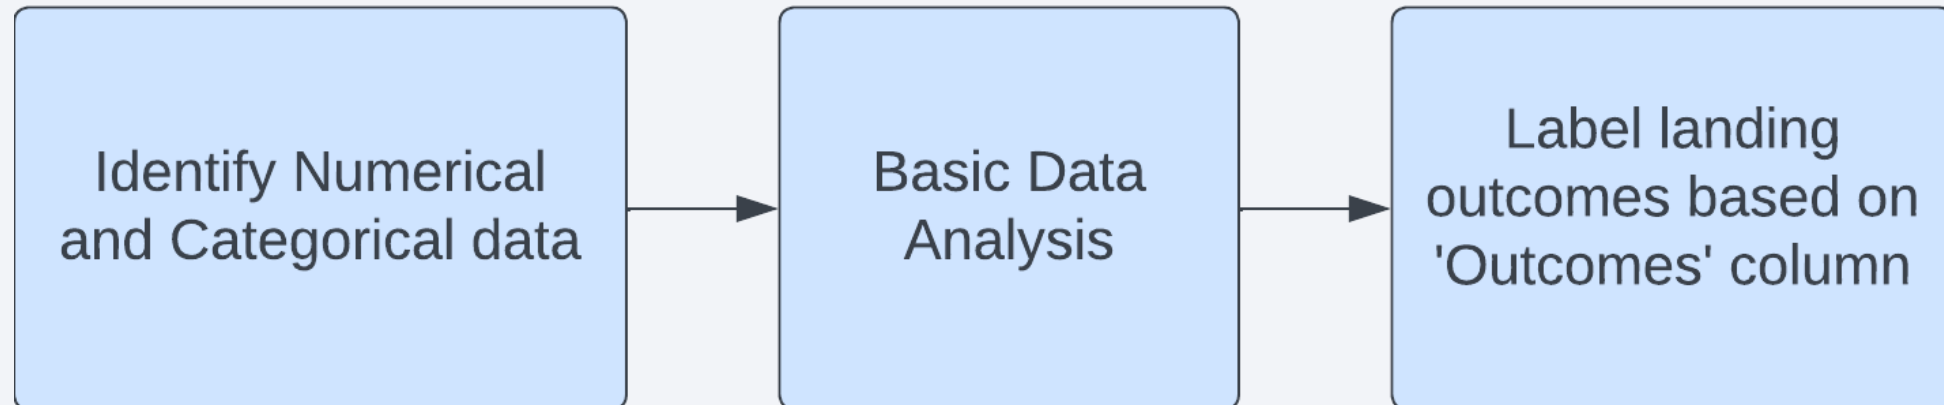 Identify Numerical
and Categorical data
Basic Data
Analysis
Label landing
outcomes based on
'Outcomes' column